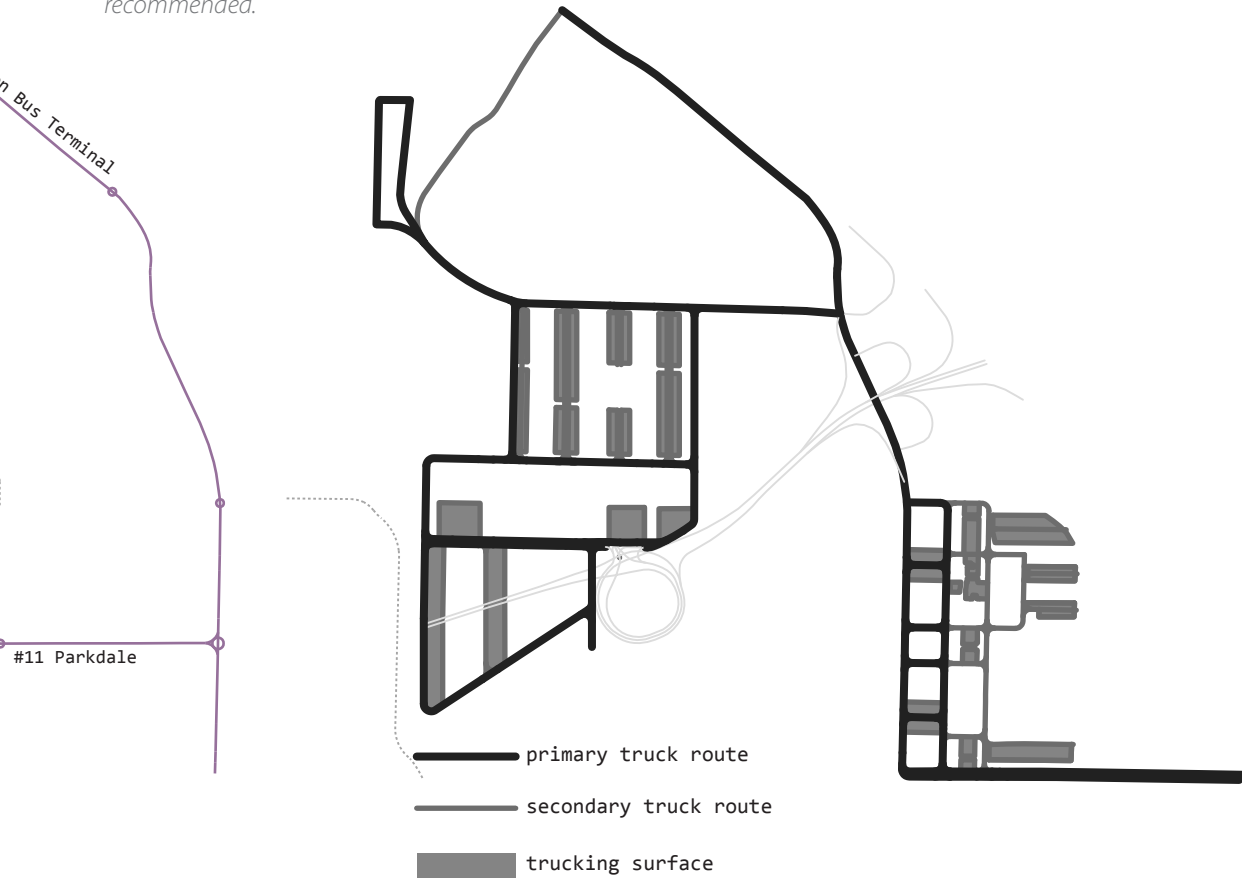 recommended.
Bus Terminal
#11 Parkdale
primary truck route
secondary truck route
trucking surface